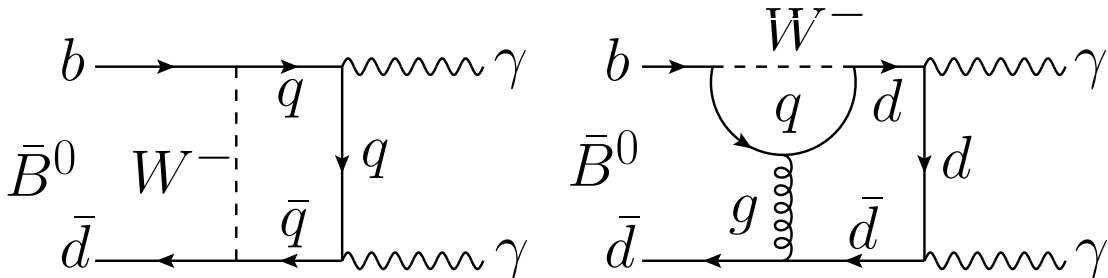 b q γ
B̄⁰ W⁻ q
d̄ q̄ γ
W⁻
b q d γ
B̄⁰ g d
d̄ d̄ γ